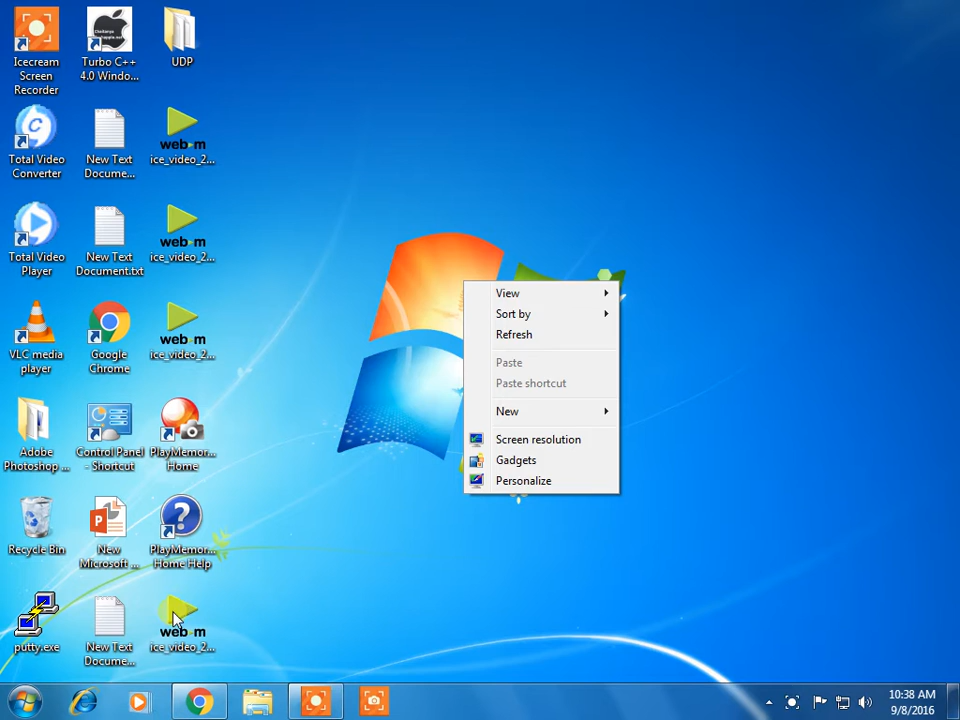 Icecream
Screen
Recorder
Turbo C++
4.0 Windo...
UDP
Total Video
Converter
New Text
Docume...
web·m
ice_video_2...
Total Video
Player
New Text
Document.txt
web·m
ice_video_2...
VLC media
player
Google
Chrome
web·m
ice_video_2...
Adobe
Photoshop ...
Control Panel
- Shortcut
PlayMemor...
Home
Recycle Bin
New
Microsoft ...
PlayMemor...
Home Help
putty.exe
New Text
Docume...
web·m
ice_video_2...
View
Sort by
Refresh
Paste
Paste shortcut
New
Screen resolution
Gadgets
Personalize
10:38 AM
9/8/2016